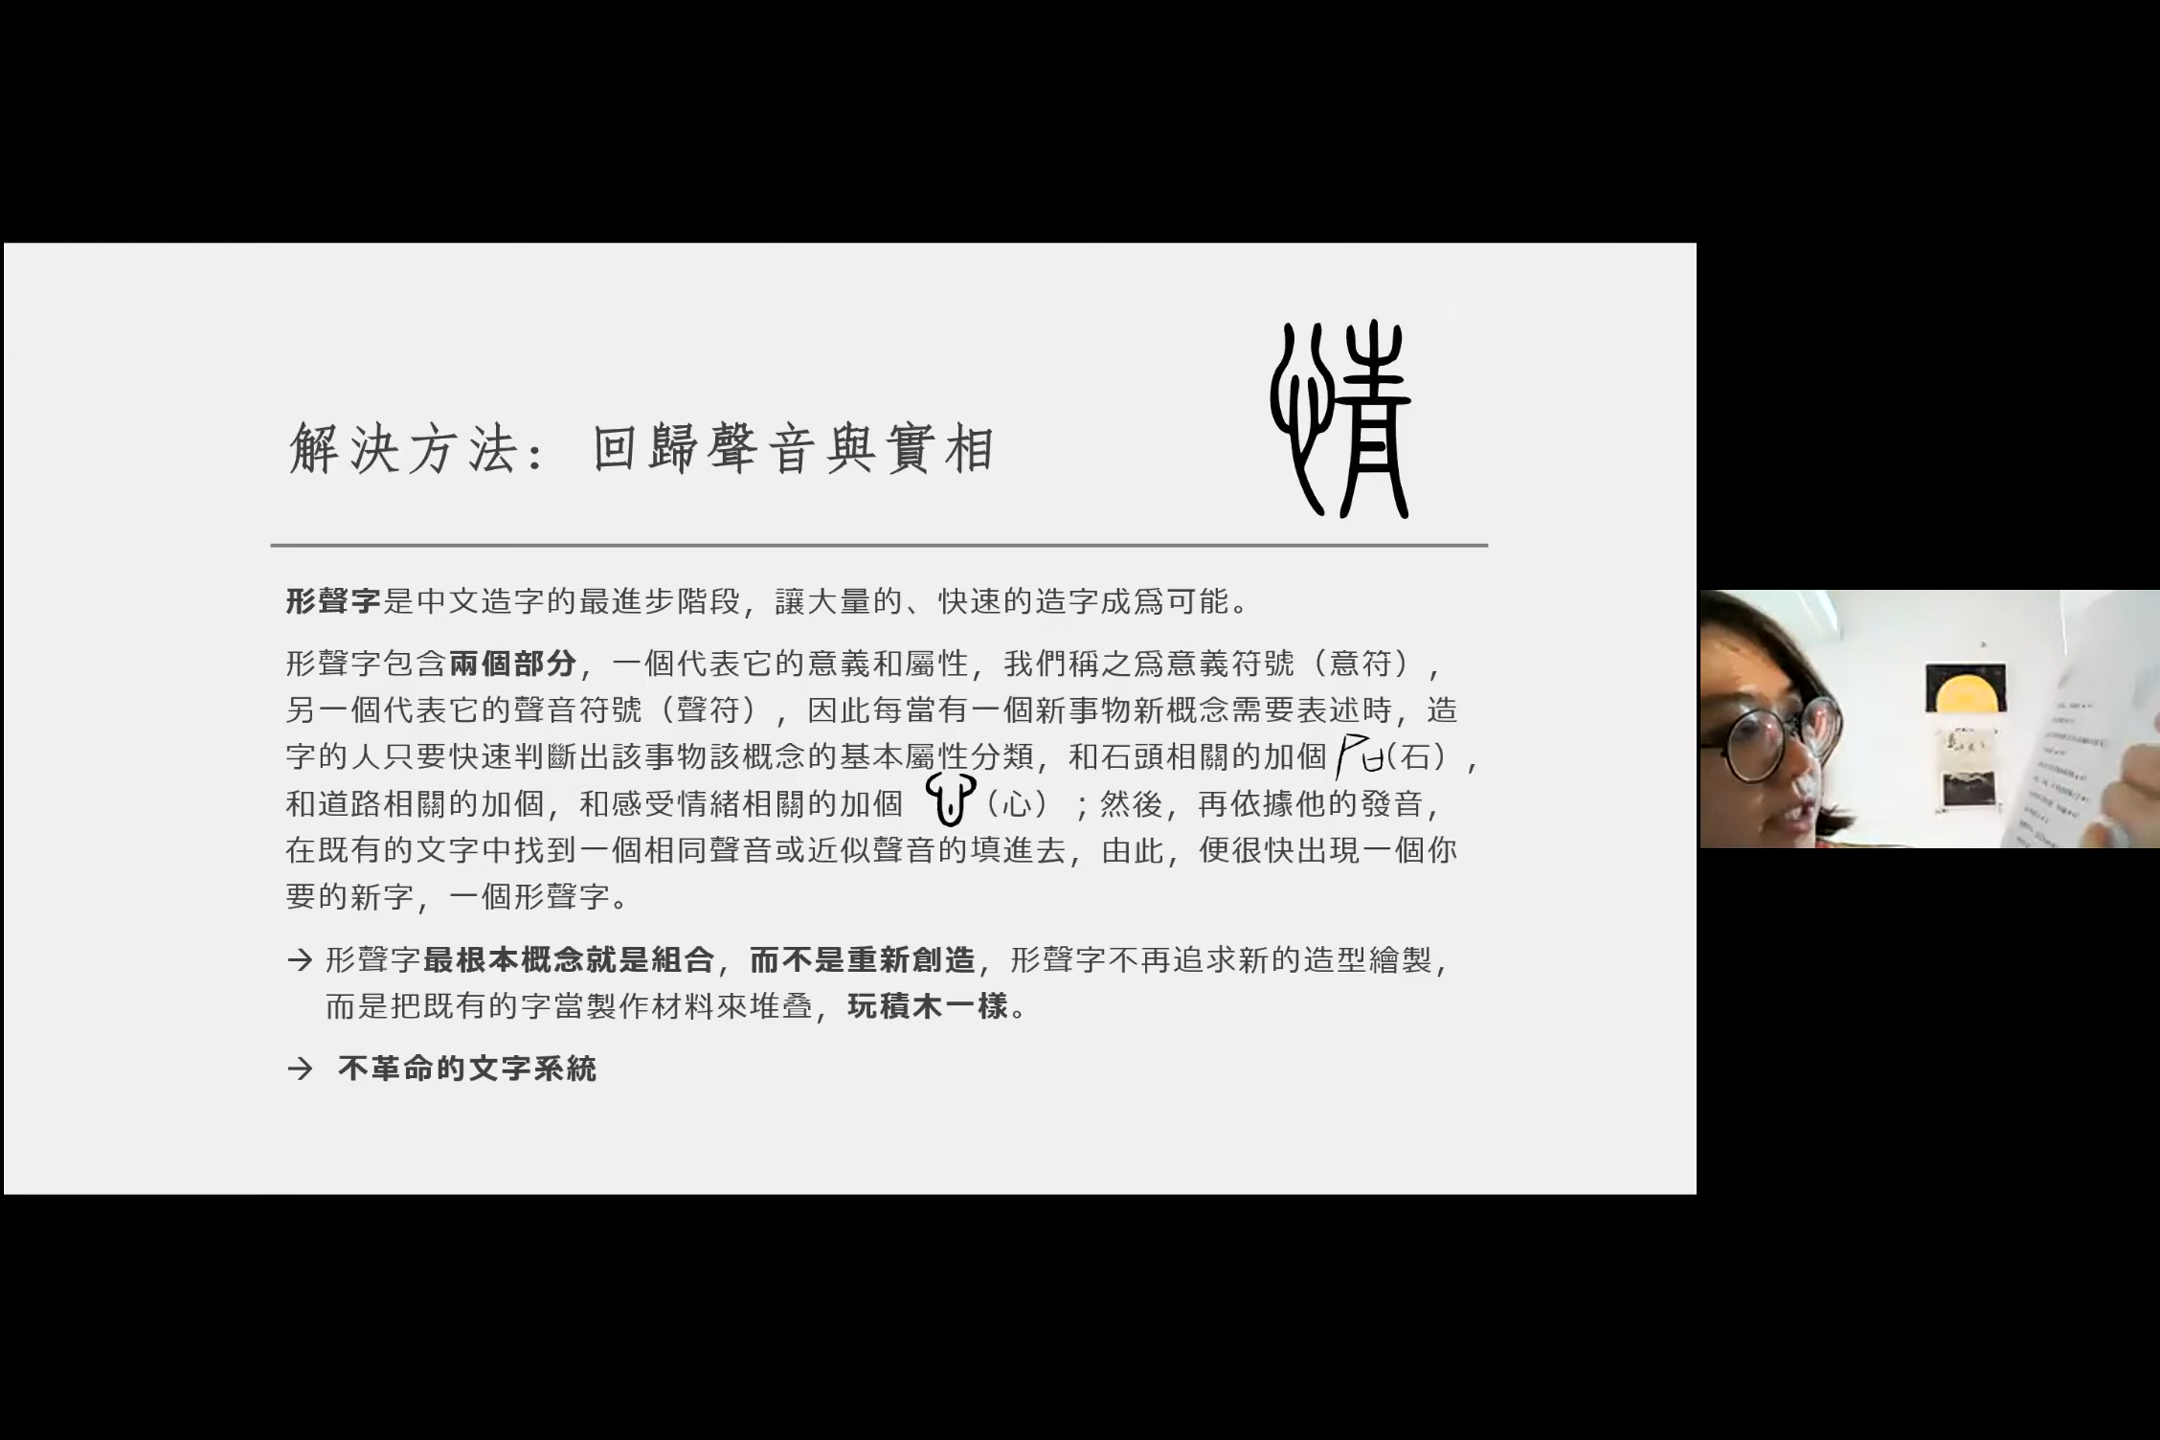 情
解決方法：回歸聲音與實相
形聲字是中文造字的最進步階段，讓大量的、快速的造字成爲可能。
形聲字包含兩個部分，一個代表它的意義和屬性，我們稱之爲意義符號（意符），
另一個代表它的聲音符號（聲符），因此每當有一個新事物新概念需要表述時，造
字的人只要快速判斷出該事物該概念的基本屬性分類，和石頭相關的加個石（石），
和道路相關的加個，和感受情緒相關的加個 心（心）；然後，再依據他的發音，
在既有的文字中找到一個相同聲音或近似聲音的填進去，由此，便很快出現一個你
要的新字，一個形聲字。
→ 形聲字最根本概念就是組合，而不是重新創造，形聲字不再追求新的造型繪製，
而是把既有的字當製作材料來堆叠，玩積木一樣。
→ 不革命的文字系統